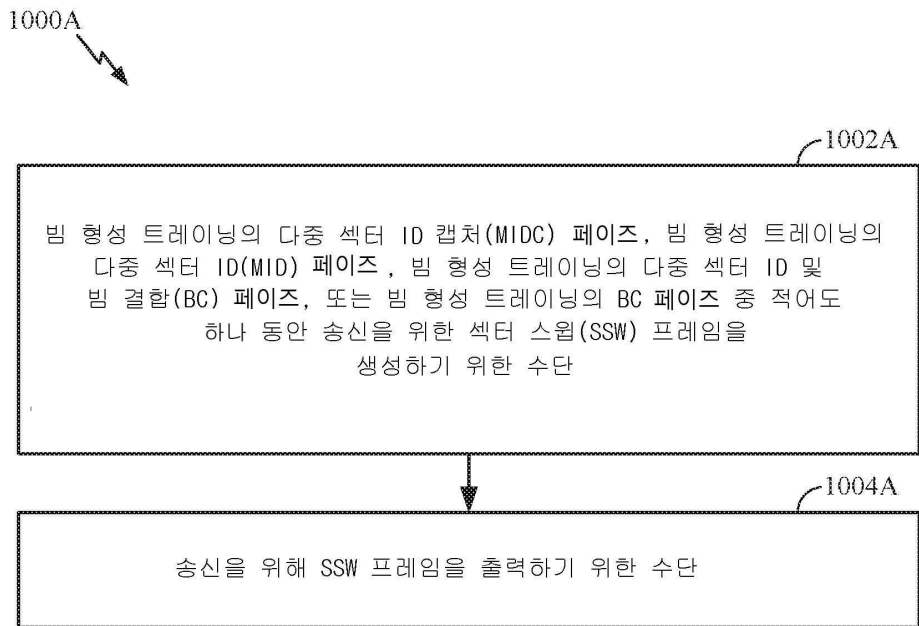 1000A
1002A
빔 형성 트레이닝의 다중 섹터 ID 캡처(MIDC) 페이즈, 빔 형성 트레이닝의
다중 섹터 ID(MID) 페이즈, 빔 형성 트레이닝의 다중 섹터 ID 및
빔 결합(BC) 페이즈, 또는 빔 형성 트레이닝의 BC 페이즈 중 적어도
하나 동안 송신을 위한 섹터 스윕(SSW) 프레임을
생성하기 위한 수단
1004A
송신을 위해 SSW 프레임을 출력하기 위한 수단